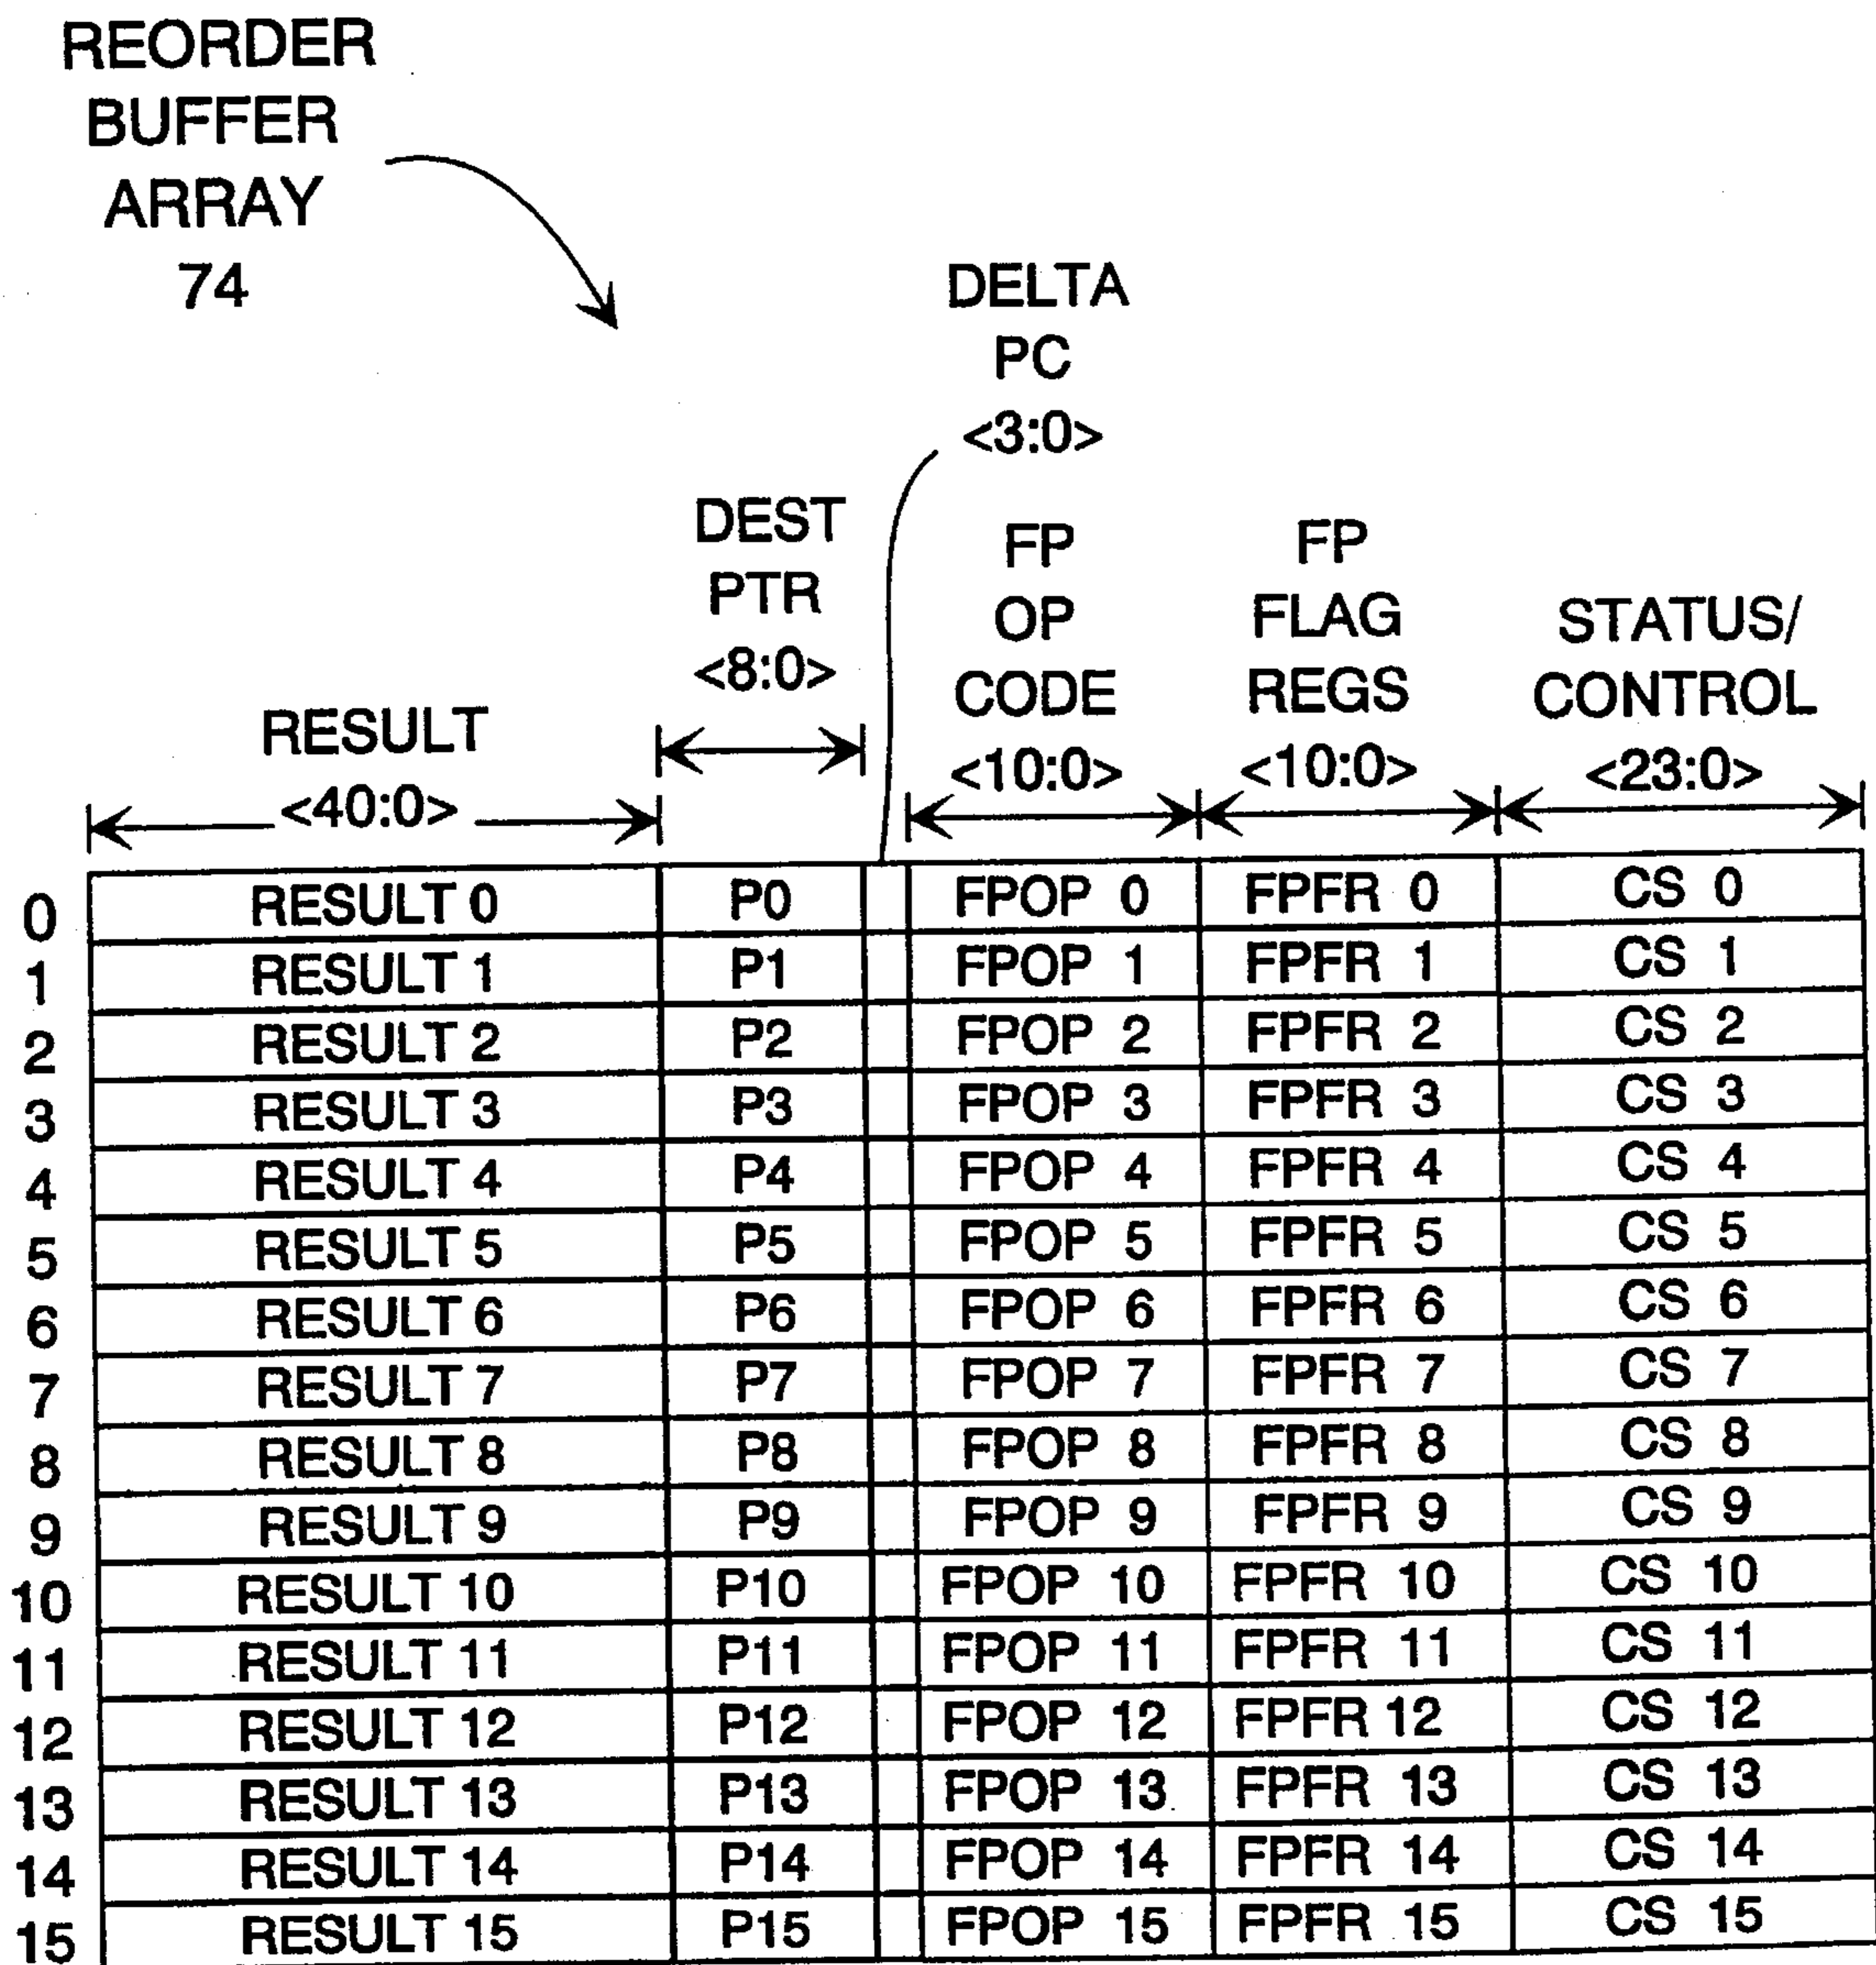 REORDER
BUFFER
ARRAY
74
DELTA
PC
<3:0>
DEST
PTR
<8:0>
FP
OP
CODE
<10:0>
FP
FLAG
REGS
<10:0>
STATUS/
CONTROL
<23:0>
RESULT
<40:0>
0 RESULT 0 P0 FPOP 0 FPFR 0 CS 0
1 RESULT 1 P1 FPOP 1 FPFR 1 CS 1
2 RESULT 2 P2 FPOP 2 FPFR 2 CS 2
3 RESULT 3 P3 FPOP 3 FPFR 3 CS 3
4 RESULT 4 P4 FPOP 4 FPFR 4 CS 4
5 RESULT 5 P5 FPOP 5 FPFR 5 CS 5
6 RESULT 6 P6 FPOP 6 FPFR 6 CS 6
7 RESULT 7 P7 FPOP 7 FPFR 7 CS 7
8 RESULT 8 P8 FPOP 8 FPFR 8 CS 8
9 RESULT 9 P9 FPOP 9 FPFR 9 CS 9
10 RESULT 10 P10 FPOP 10 FPFR 10 CS 10
11 RESULT 11 P11 FPOP 11 FPFR 11 CS 11
12 RESULT 12 P12 FPOP 12 FPFR 12 CS 12
13 RESULT 13 P13 FPOP 13 FPFR 13 CS 13
14 RESULT 14 P14 FPOP 14 FPFR 14 CS 14
15 RESULT 15 P15 FPOP 15 FPFR 15 CS 15